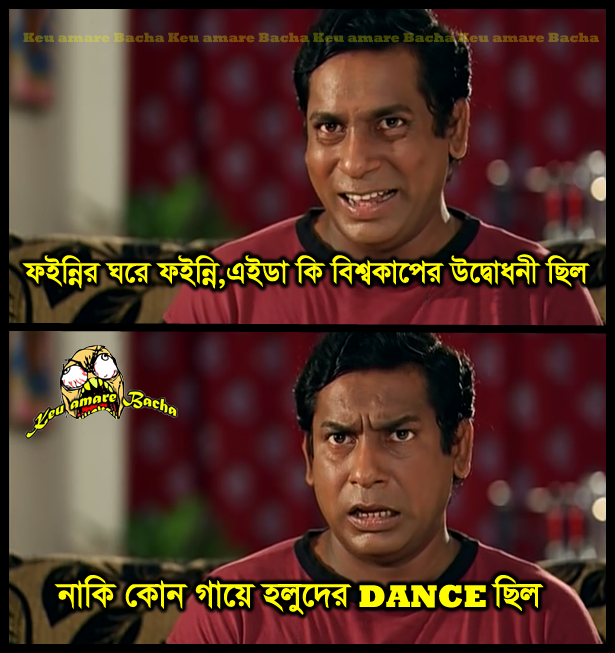 Keu amare Bacha Keu amare Bacha Keu amare Bacha Keu amare Bacha
ফইন্নির ঘরে ফইন্নি,এইডা কি বিশ্বকাপের উদ্বোধনী ছিল
Keu amare Bacha
নাকি কোন গায়ে হলুদের DANCE ছিল